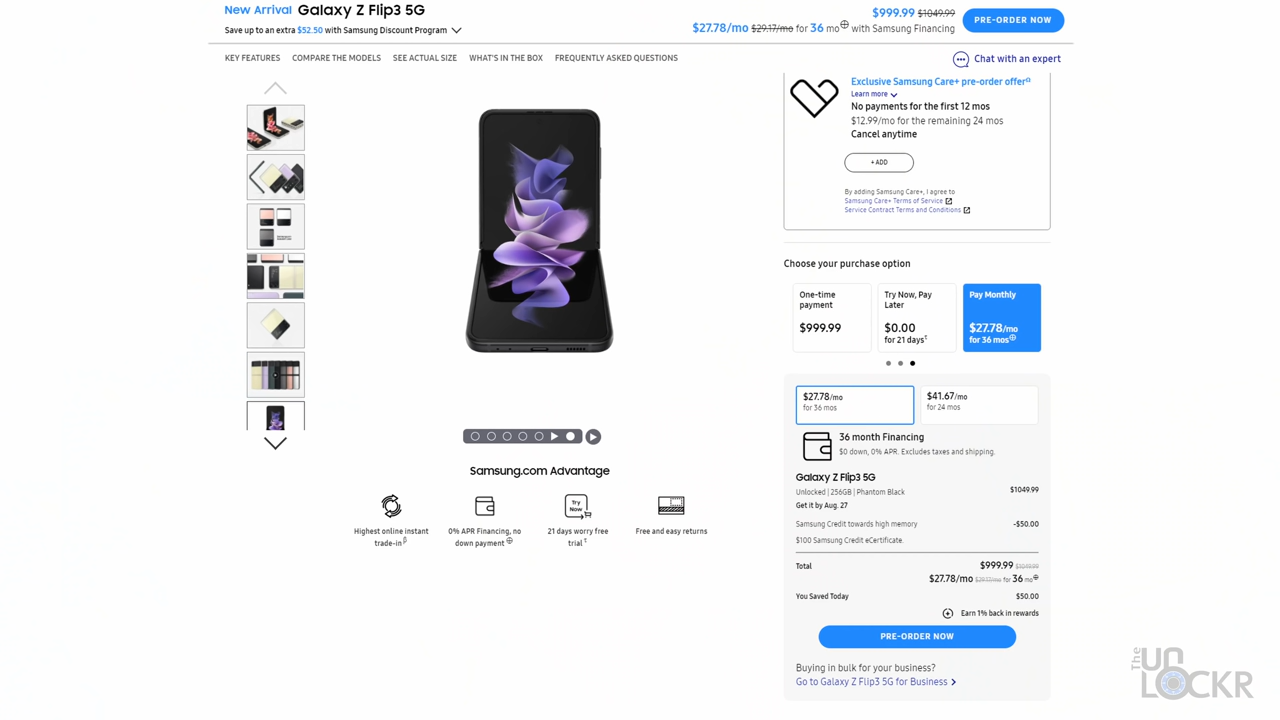 New Arrival Galaxy Z Flip3 5G
Save up to an extra $52.50 with Samsung Discount Program
$999.99 $1049.99
$27.78/mo $29.17/mo for 36 mo⊕ with Samsung Financing
PRE-ORDER NOW
KEY FEATURES COMPARE THE MODELS SEE ACTUAL SIZE WHAT'S IN THE BOX FREQUENTLY ASKED QUESTIONS
Chat with an expert
Exclusive Samsung Care+ pre-order offerΩ
Learn more
No payments for the first 12 mos
$12.99/mo for the remaining 24 mos
Cancel anytime
+ ADD
By adding Samsung Care+, I agree to
Samsung Care+ Terms of Service
Service Contract Terms and Conditions
Choose your purchase option
One-time
payment
$999.99
Try Now, Pay
Later
$0.00
for 21 days
Pay Monthly
$27.78/mo
for 36 mos⊕
$27.78/mo
for 36 mos
$41.67/mo
for 24 mos
36 month Financing
$0 down, 0% APR. Excludes taxes and shipping.
Galaxy Z Flip3 5G
Unlocked | 256GB | Phantom Black
$1049.99
Get it by Aug. 27
Samsung Credit towards high memory
-$50.00
$100 Samsung Credit eCertificate.
Total
$999.99 $1049.99
$27.78/mo $29.17/mo for 36 mo⊕
You Saved Today
$50.00
Earn 1% back in rewards
PRE-ORDER NOW
Buying in bulk for your business?
Go to Galaxy Z Flip3 5G for Business
Samsung.com Advantage
Highest online instant
trade-inβ
0% APR Financing, no
down payment ⊕
Try
Now
21 days worry free
trial
Free and easy returns
The UNLOCKR